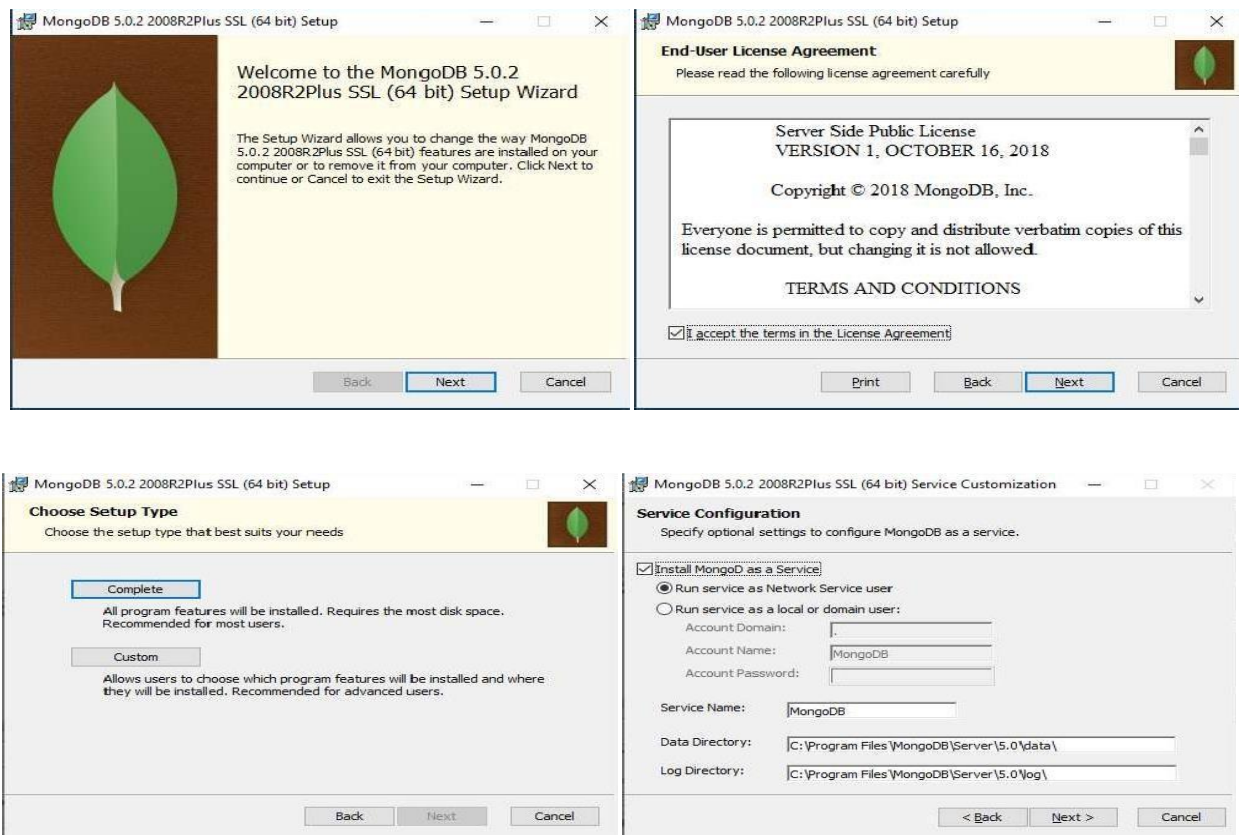 MongoDB 5.0.2 2008R2Plus SSL (64 bit) Setup
Welcome to the MongoDB 5.0.2
2008R2Plus SSL (64 bit) Setup Wizard
The Setup Wizard allows you to change the way MongoDB
5.0.2 2008R2Plus SSL (64 bit) features are installed on your
computer or to remove it from your computer. Click Next to
continue or Cancel to exit the Setup Wizard.
Back Next Cancel
MongoDB 5.0.2 2008R2Plus SSL (64 bit) Setup
End-User License Agreement
Please read the following license agreement carefully
Server Side Public License
VERSION 1, OCTOBER 16, 2018
Copyright © 2018 MongoDB, Inc.
Everyone is permitted to copy and distribute verbatim copies of this
license document, but changing it is not allowed.
TERMS AND CONDITIONS
I accept the terms in the License Agreement
Print Back Next Cancel
MongoDB 5.0.2 2008R2Plus SSL (64 bit) Setup
Choose Setup Type
Choose the setup type that best suits your needs
Complete
All program features will be installed. Requires the most disk space.
Recommended for most users.
Custom
Allows users to choose which program features will be installed and where
they will be installed. Recommended for advanced users.
Back Next Cancel
MongoDB 5.0.2 2008R2Plus SSL (64 bit) Service Customization
Service Configuration
Specify optional settings to configure MongoDB as a service.
Install MongoD as a Service
Run service as Network Service user
Run service as a local or domain user:
Account Domain: .
Account Name: MongoDB
Account Password:
Service Name: MongoDB
Data Directory: C:\Program Files\MongoDB\Server\5.0\data\
Log Directory: C:\Program Files\MongoDB\Server\5.0\log\
< Back Next > Cancel